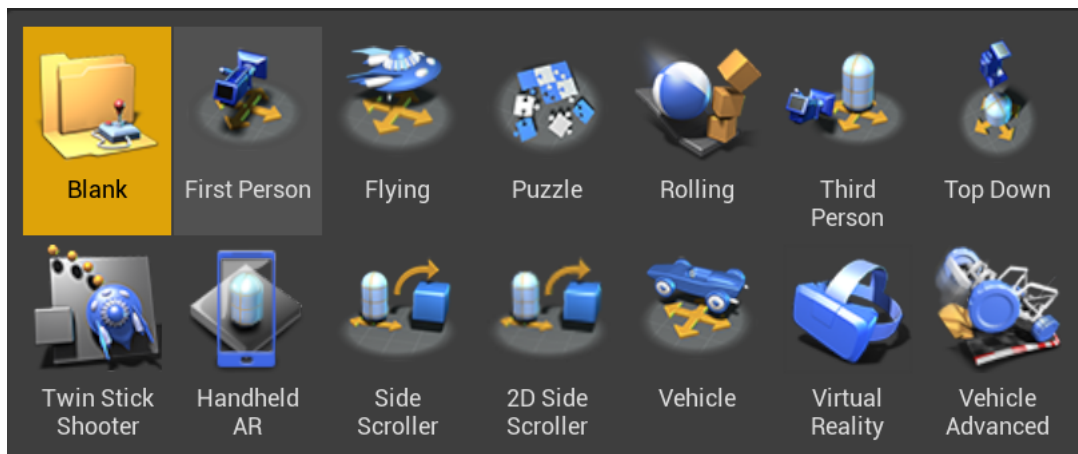 Blank
First Person
Flying
Puzzle
Rolling
Third
Person
Top Down
Twin Stick
Shooter
Handheld
AR
Side
Scroller
2D Side
Scroller
Vehicle
Virtual
Reality
Vehicle
Advanced